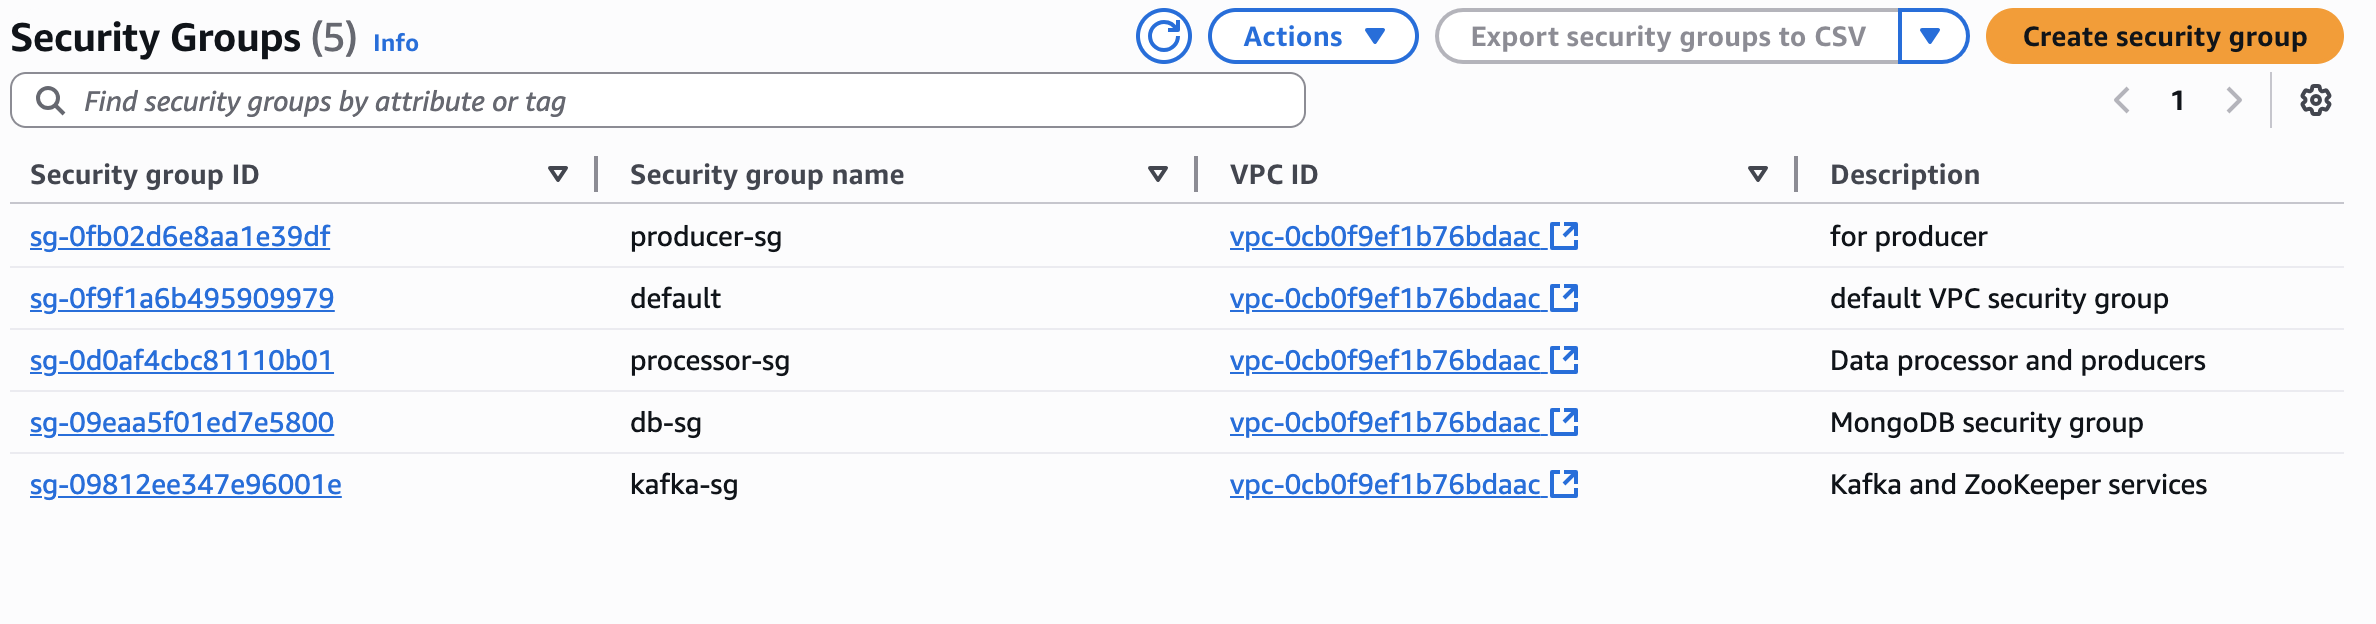 Security Groups (5) Info
Actions
Export security groups to CSV
Create security group
Find security groups by attribute or tag
1
Security group ID Security group name VPC ID Description
sg-0fb02d6e8aa1e39df producer-sg vpc-0cb0f9ef1b76bdaac for producer
sg-0f9f1a6b495909979 default vpc-0cb0f9ef1b76bdaac default VPC security group
sg-0d0af4cbc81110b01 processor-sg vpc-0cb0f9ef1b76bdaac Data processor and producers
sg-09eaa5f01ed7e5800 db-sg vpc-0cb0f9ef1b76bdaac MongoDB security group
sg-09812ee347e96001e kafka-sg vpc-0cb0f9ef1b76bdaac Kafka and ZooKeeper services